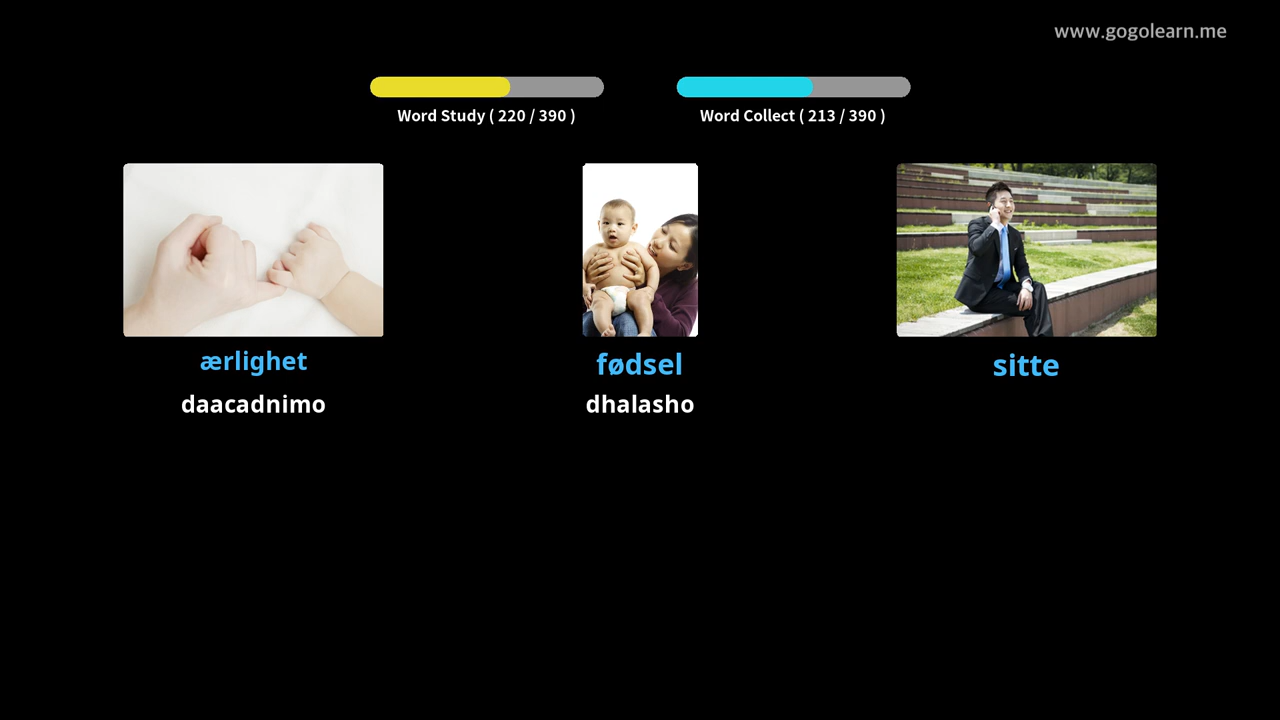 www.gogolearn.me
Word Study ( 220 / 390 )
Word Collect ( 213 / 390 )
ærlighet
daacadnimo
fødsel
dhalasho
sitte